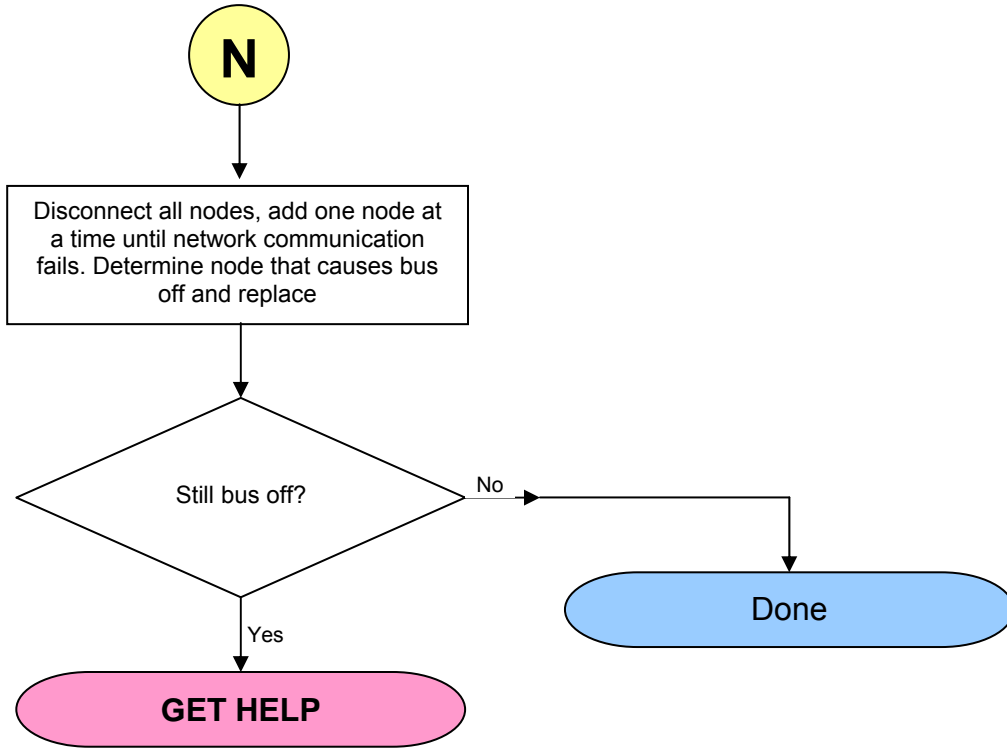 N
Disconnect all nodes, add one node at
a time until network communication
fails. Determine node that causes bus
off and replace
Still bus off?
No
Done
Yes
GET HELP